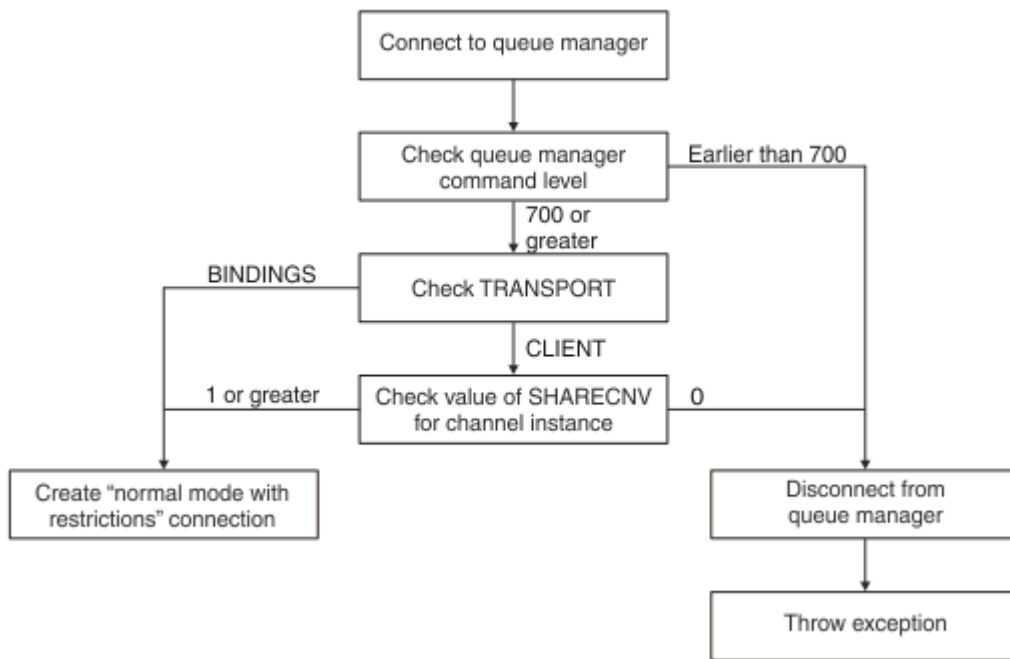 Connect to queue manager
Check queue manager
command level
Earlier than 700
700 or
greater
BINDINGS
Check TRANSPORT
CLIENT
1 or greater
Check value of SHARECNV
for channel instance
0
Create “normal mode with
restrictions” connection
Disconnect from
queue manager
Throw exception